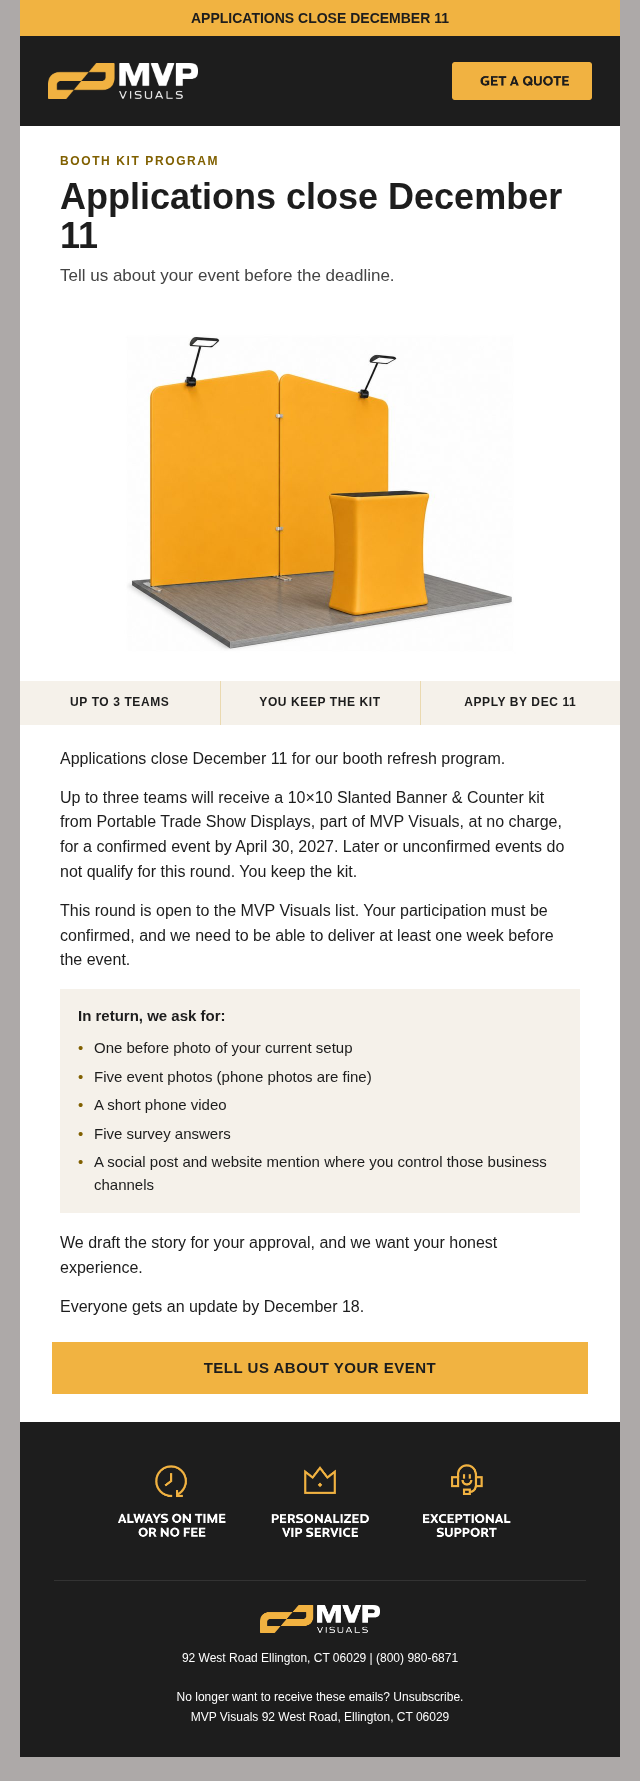 APPLICATIONS CLOSE DECEMBER 11
MVP
VISUALS
GET A QUOTE
BOOTH KIT PROGRAM
Applications close December
11
Tell us about your event before the deadline.
UP TO 3 TEAMS
YOU KEEP THE KIT
APPLY BY DEC 11
Applications close December 11 for our booth refresh program.
Up to three teams will receive a 10×10 Slanted Banner & Counter kit
from Portable Trade Show Displays, part of MVP Visuals, at no charge,
for a confirmed event by April 30, 2027. Later or unconfirmed events do
not qualify for this round. You keep the kit.
This round is open to the MVP Visuals list. Your participation must be
confirmed, and we need to be able to deliver at least one week before
the event.
In return, we ask for:
• One before photo of your current setup
• Five event photos (phone photos are fine)
• A short phone video
• Five survey answers
• A social post and website mention where you control those business
channels
We draft the story for your approval, and we want your honest
experience.
Everyone gets an update by December 18.
TELL US ABOUT YOUR EVENT
ALWAYS ON TIME
OR NO FEE
PERSONALIZED
VIP SERVICE
EXCEPTIONAL
SUPPORT
MVP
VISUALS
92 West Road Ellington, CT 06029 | (800) 980-6871
No longer want to receive these emails? Unsubscribe.
MVP Visuals 92 West Road, Ellington, CT 06029